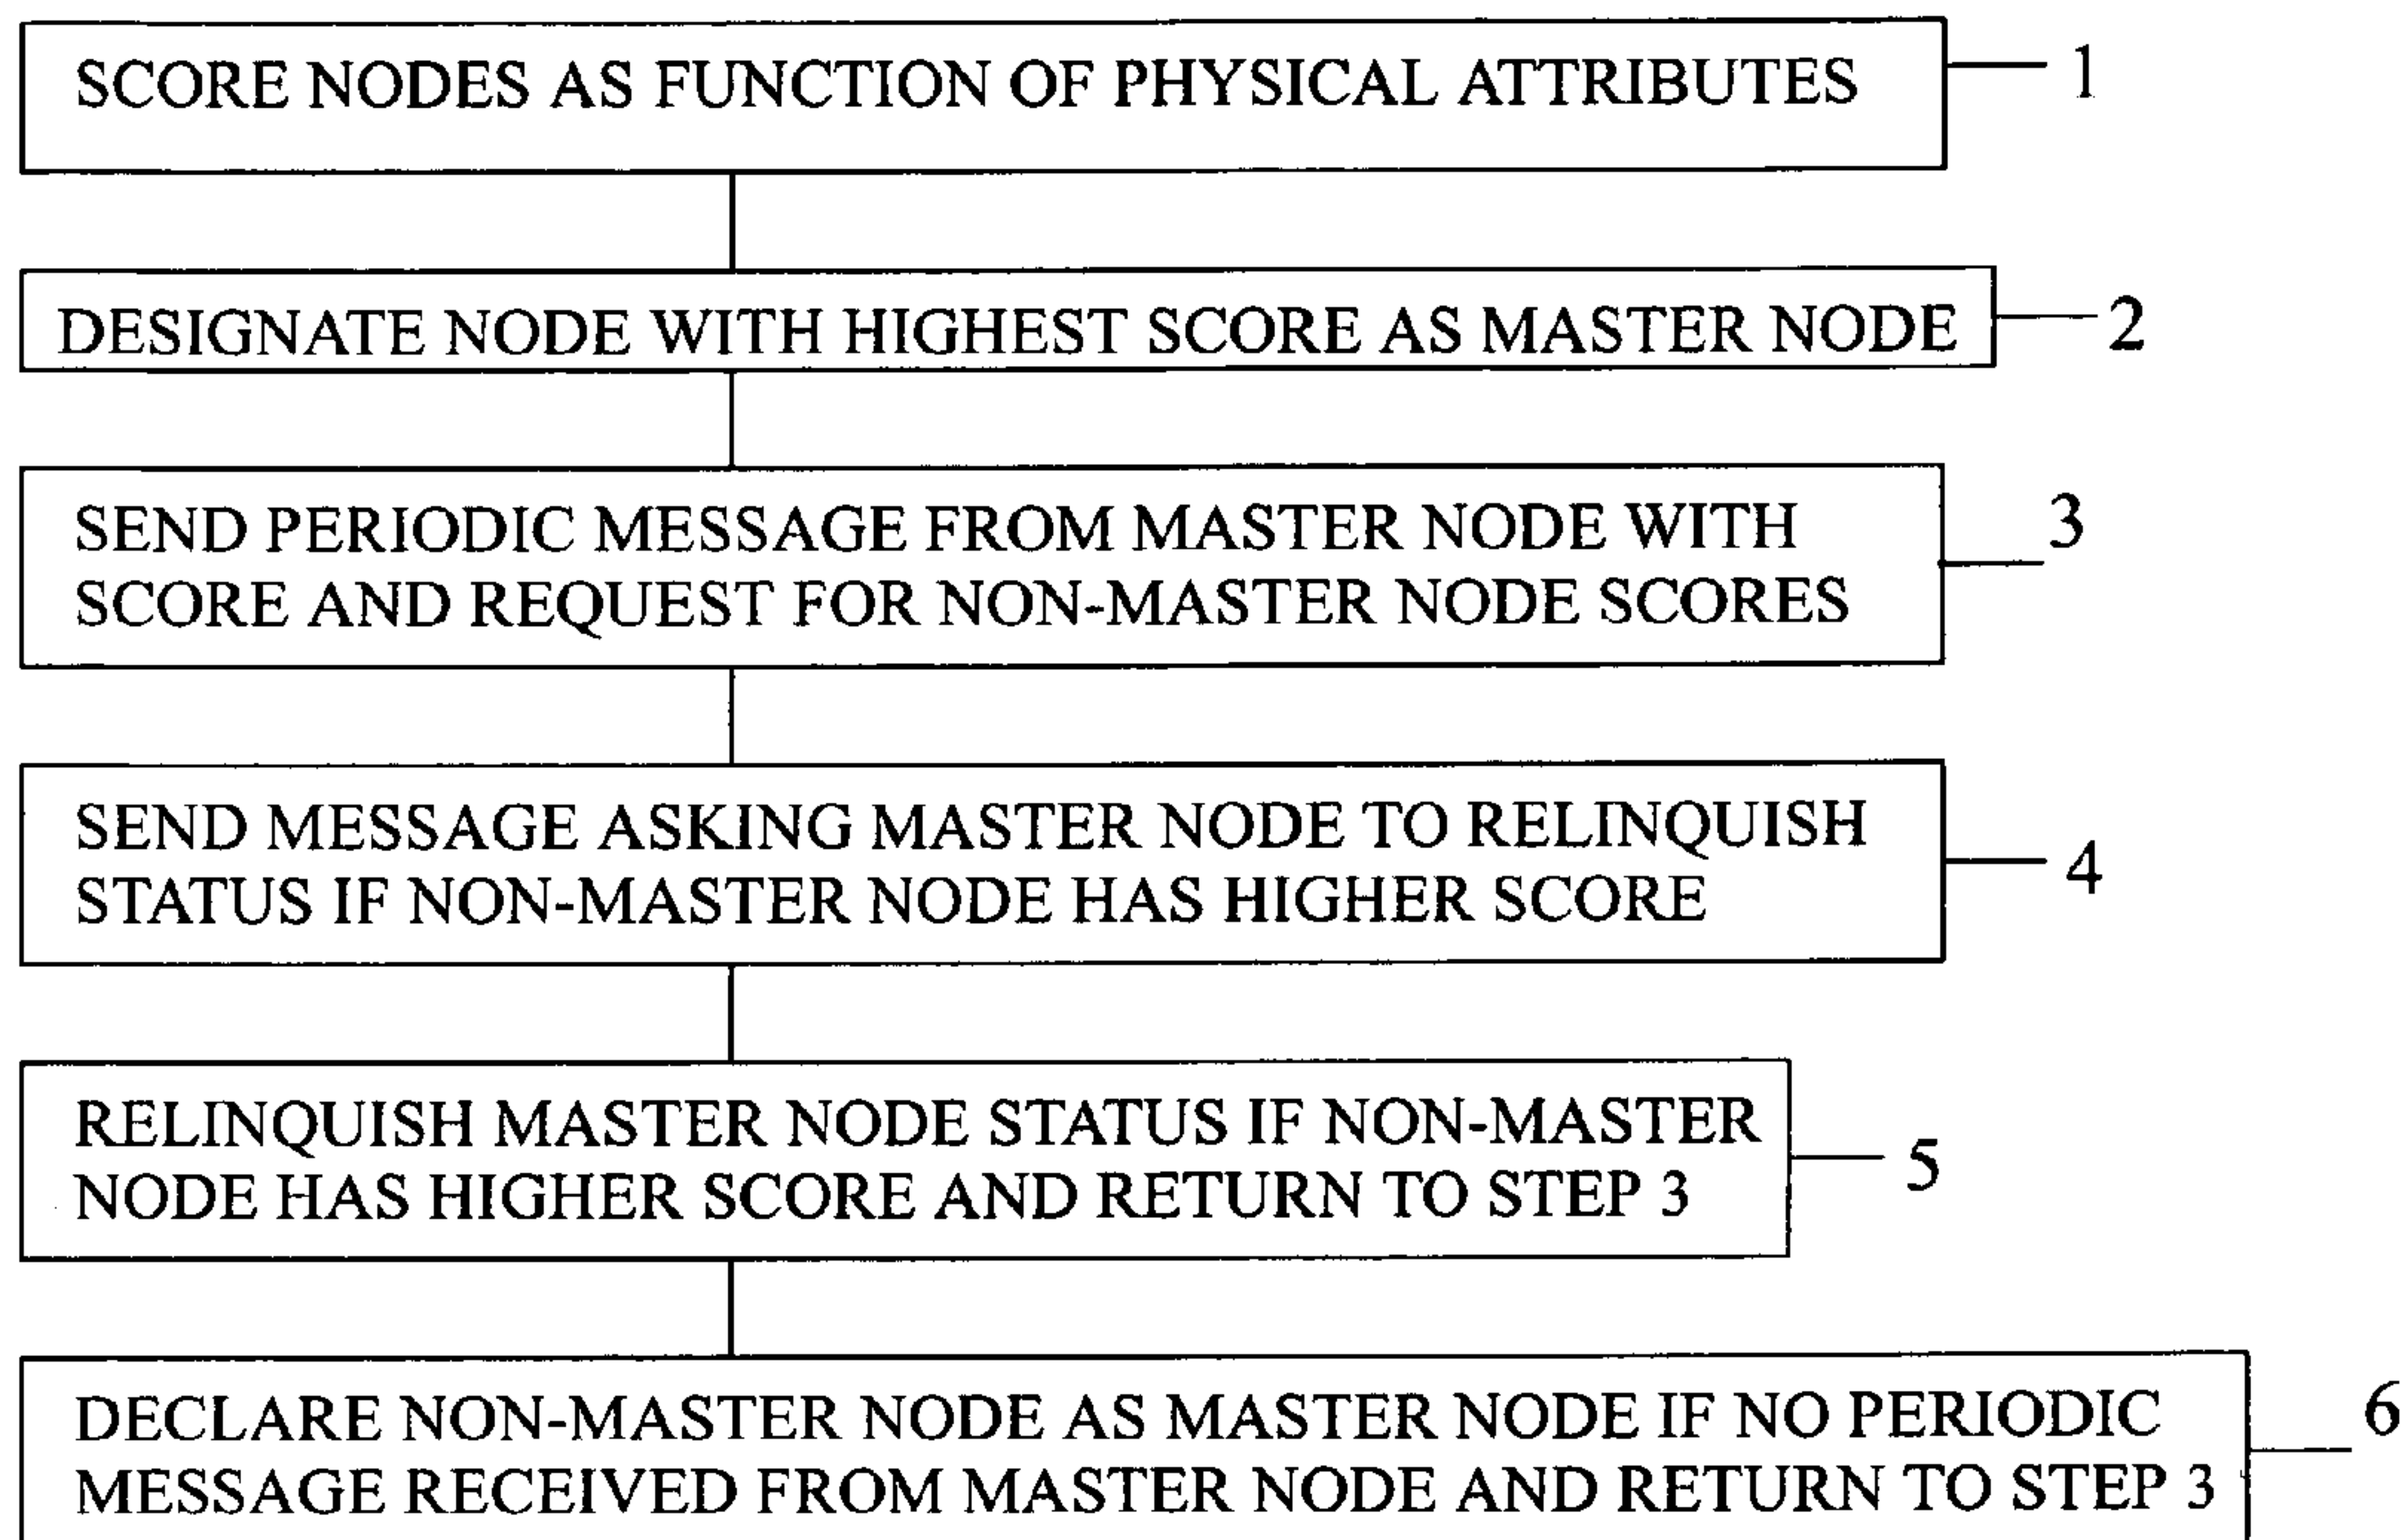 SCORE NODES AS FUNCTION OF PHYSICAL ATTRIBUTES
1
DESIGNATE NODE WITH HIGHEST SCORE AS MASTER NODE
2
SEND PERIODIC MESSAGE FROM MASTER NODE WITH
SCORE AND REQUEST FOR NON-MASTER NODE SCORES
3
SEND MESSAGE ASKING MASTER NODE TO RELINQUISH
STATUS IF NON-MASTER NODE HAS HIGHER SCORE
4
RELINQUISH MASTER NODE STATUS IF NON-MASTER
NODE HAS HIGHER SCORE AND RETURN TO STEP 3
5
DECLARE NON-MASTER NODE AS MASTER NODE IF NO PERIODIC
MESSAGE RECEIVED FROM MASTER NODE AND RETURN TO STEP 3
6